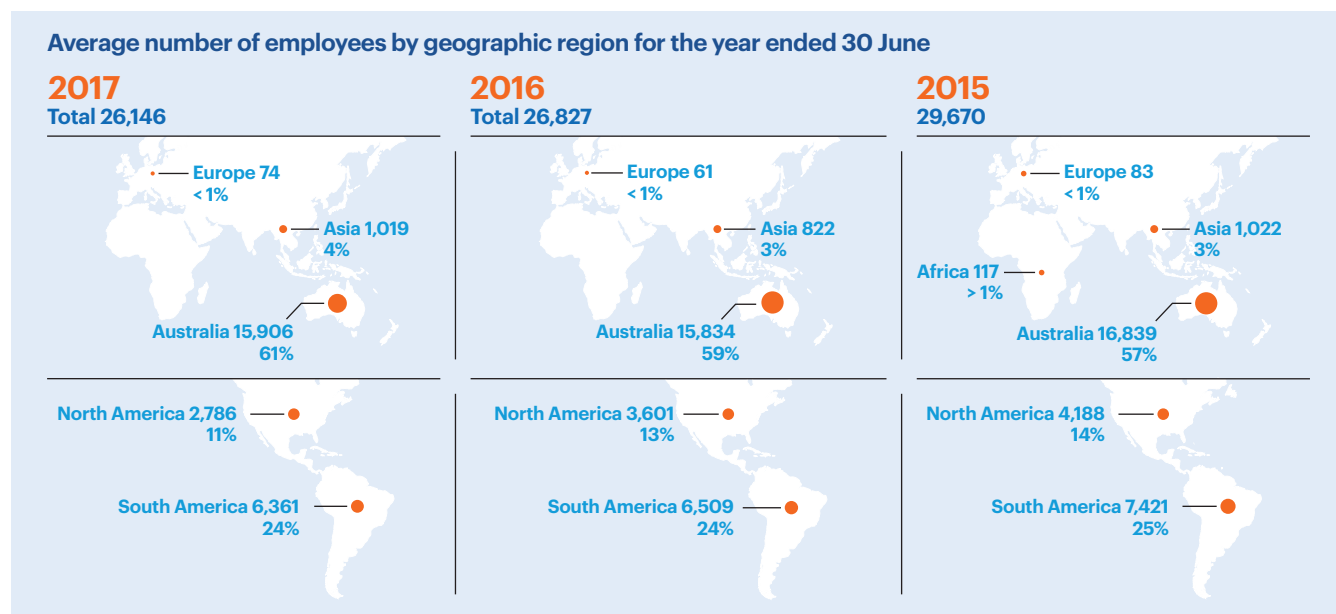 Average number of employees by geographic region for the year ended 30 June
2017
Total 26,146
Europe 74
< 1%
Asia 1,019
4%
Australia 15,906
61%
North America 2,786
11%
South America 6,361
24%
2016
Total 26,827
Europe 61
< 1%
Asia 822
3%
Australia 15,834
59%
North America 3,601
13%
South America 6,509
24%
2015
29,670
Europe 83
< 1%
Asia 1,022
3%
Africa 117
> 1%
Australia 16,839
57%
North America 4,188
14%
South America 7,421
25%